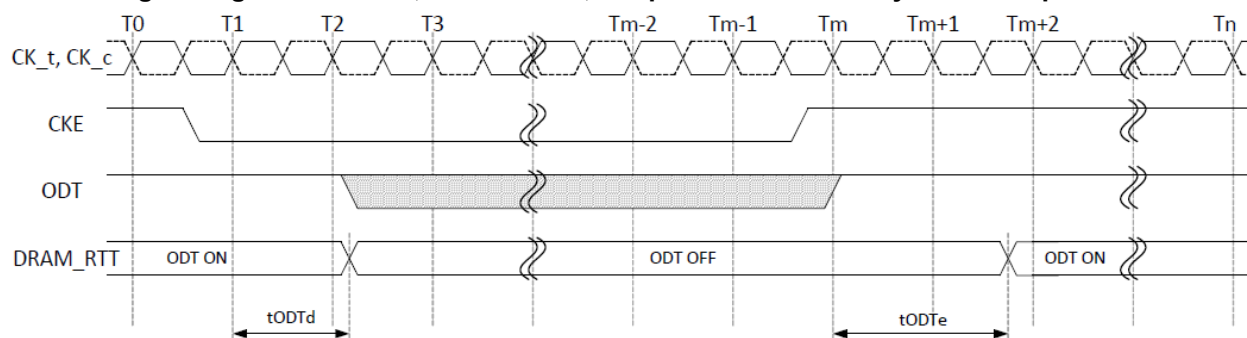 T0 T1 T2 T3 Tm-2 Tm-1 Tm Tm+1 Tm+2 Tn
CK_t, CK_c
CKE
ODT
DRAM_RTT ODT ON ODT OFF ODT ON
tODTd tODTe